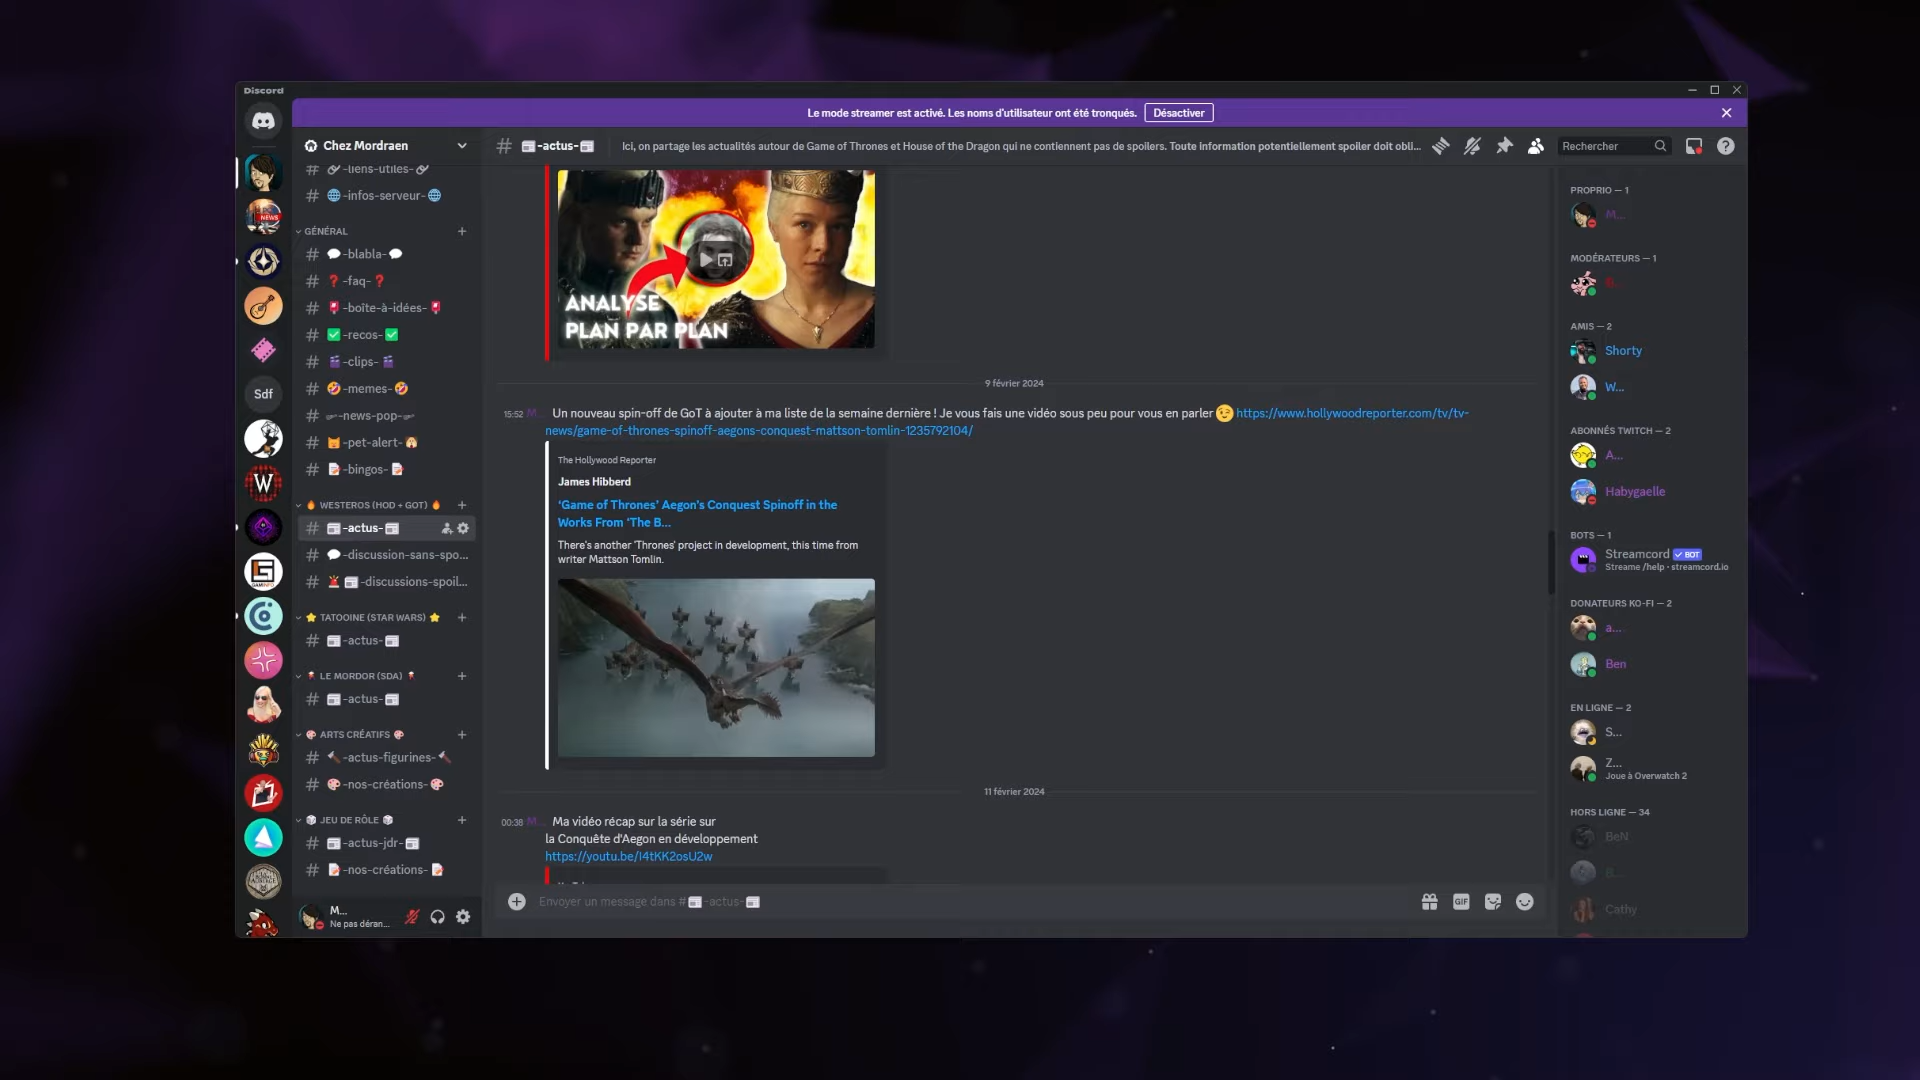 Discord
Le mode streamer est activé. Les noms d'utilisateur ont été tronqués. Désactiver
NEWS
Sdf
W
GAMINFO
Chez Mordraen
-liens-utiles-
-infos-serveur-
GÉNÉRAL
-blabla-
-faq-
-boîte-à-idées-
-recos-
-clips-
-memes-
-news-pop-
-pet-alert-
-bingos-
WESTEROS (HOD + GOT)
-actus-
-discussion-sans-spo...
-discussions-spoil...
TATOOINE (STAR WARS)
-actus-
LE MORDOR (SDA)
-actus-
ARTS CRÉATIFS
-actus-figurines-
-nos-créations-
JEU DE RÔLE
-actus-jdr-
-nos-créations-
M...
Ne pas déran...
# -actus- Ici, on partage les actualités autour de Game of Thrones et House of the Dragon qui ne contiennent pas de spoilers. Toute information potentiellement spoiler doit obli...
Rechercher
ANALYSE
PLAN PAR PLAN
9 février 2024
15:52 M... Un nouveau spin-off de GoT à ajouter à ma liste de la semaine dernière ! Je vous fais une vidéo sous peu pour vous en parler 😉 https://www.hollywoodreporter.com/tv/tv-
news/game-of-thrones-spinoff-aegons-conquest-mattson-tomlin-1235792104/
The Hollywood Reporter
James Hibberd
‘Game of Thrones’ Aegon’s Conquest Spinoff in the
Works From ‘The B...
There’s another ‘Thrones’ project in development, this time from
writer Mattson Tomlin.
11 février 2024
00:38 M... Ma vidéo récap sur la série sur
la Conquête d'Aegon en développement
https://youtu.be/I4tKK2osU2w
Envoyer un message dans # -actus-
GIF
PROPRIO — 1
M...
MODÉRATEURS — 1
AMIS — 2
Shorty
W...
ABONNÉS TWITCH — 2
A...
Habygaelle
BOTS — 1
Streamcord BOT
Streame /help • streamcord.io
DONATEURS KO-FI — 2
a...
Ben
EN LIGNE — 2
S...
Z...
Joue à Overwatch 2
HORS LIGNE — 34
BeN
B...
Cathy